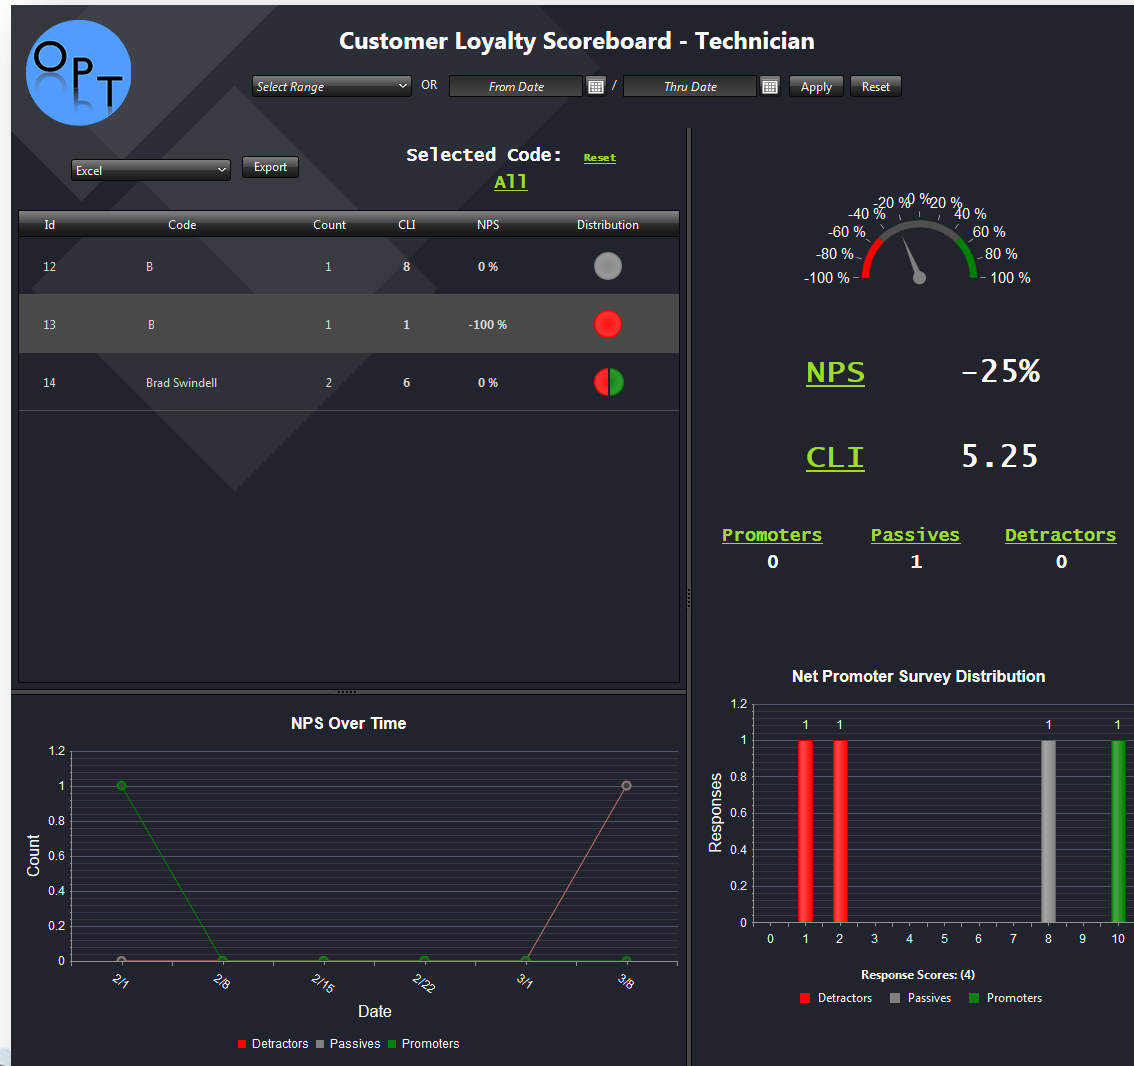 OPT
Customer Loyalty Scoreboard - Technician
Select Range OR From Date / Thru Date Apply Reset
Excel Export
Selected Code: Reset
All
Id Code Count CLI NPS Distribution
12 B 1 8 0 %
13 B 1 1 -100 %
14 Brad Swindell 2 6 0 %
-100 % -80 % -60 % -40 % -20 % 0 % 20 % 40 % 60 % 80 % 100 %
NPS -25%
CLI 5.25
Promoters Passives Detractors
0 1 0
NPS Over Time
1.2
1
0.8
0.6
0.4
0.2
0
Count
2/1 2/8 2/15 2/22 3/1 3/8
Date
Detractors Passives Promoters
Net Promoter Survey Distribution
1.2
1
0.8
0.6
0.4
0.2
0
Responses
1 1 1 1
0 1 2 3 4 5 6 7 8 9 10
Response Scores: (4)
Detractors Passives Promoters